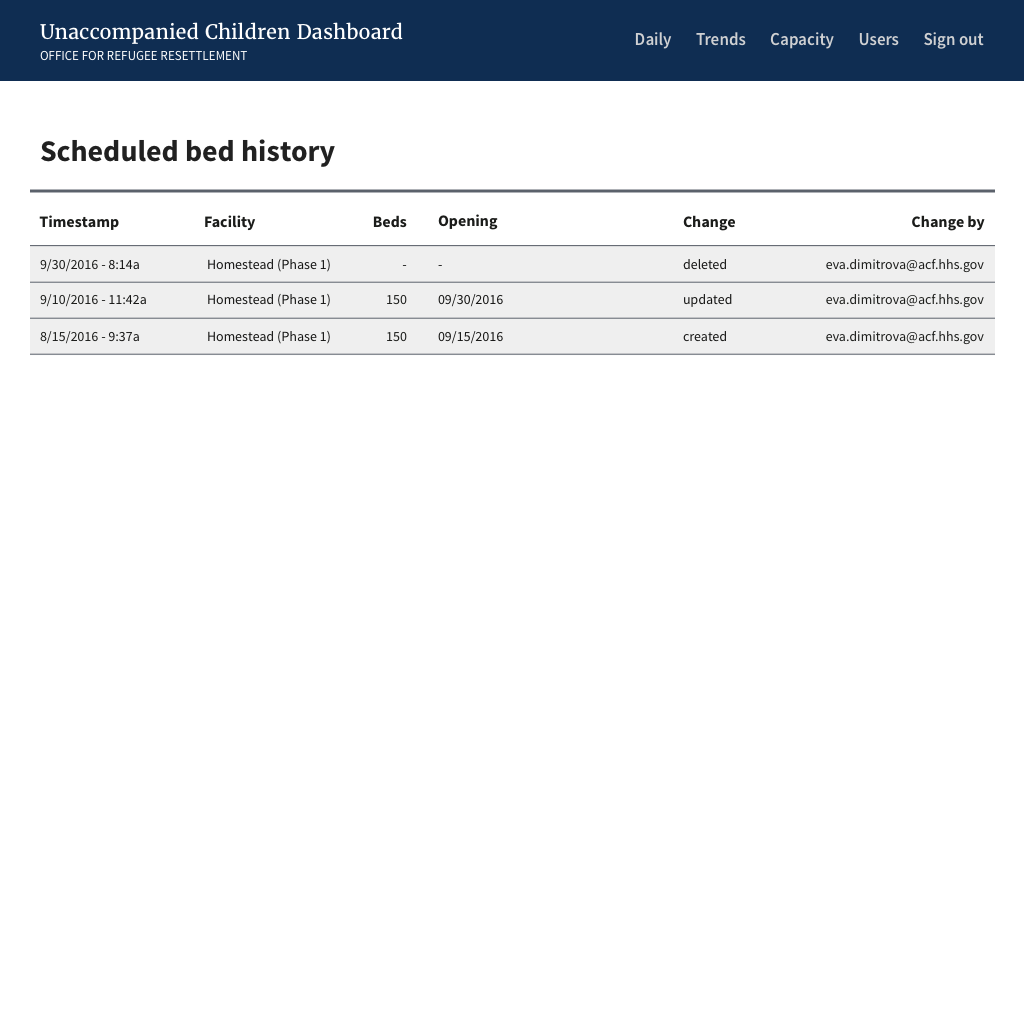 Unaccompanied Children Dashboard
OFFICE FOR REFUGEE RESETTLEMENT
Daily Trends Capacity Users Sign out
Scheduled bed history
Timestamp Facility Beds Opening Change Change by
9/30/2016 - 8:14a Homestead (Phase 1) - - deleted eva.dimitrova@acf.hhs.gov
9/10/2016 - 11:42a Homestead (Phase 1) 150 09/30/2016 updated eva.dimitrova@acf.hhs.gov
8/15/2016 - 9:37a Homestead (Phase 1) 150 09/15/2016 created eva.dimitrova@acf.hhs.gov